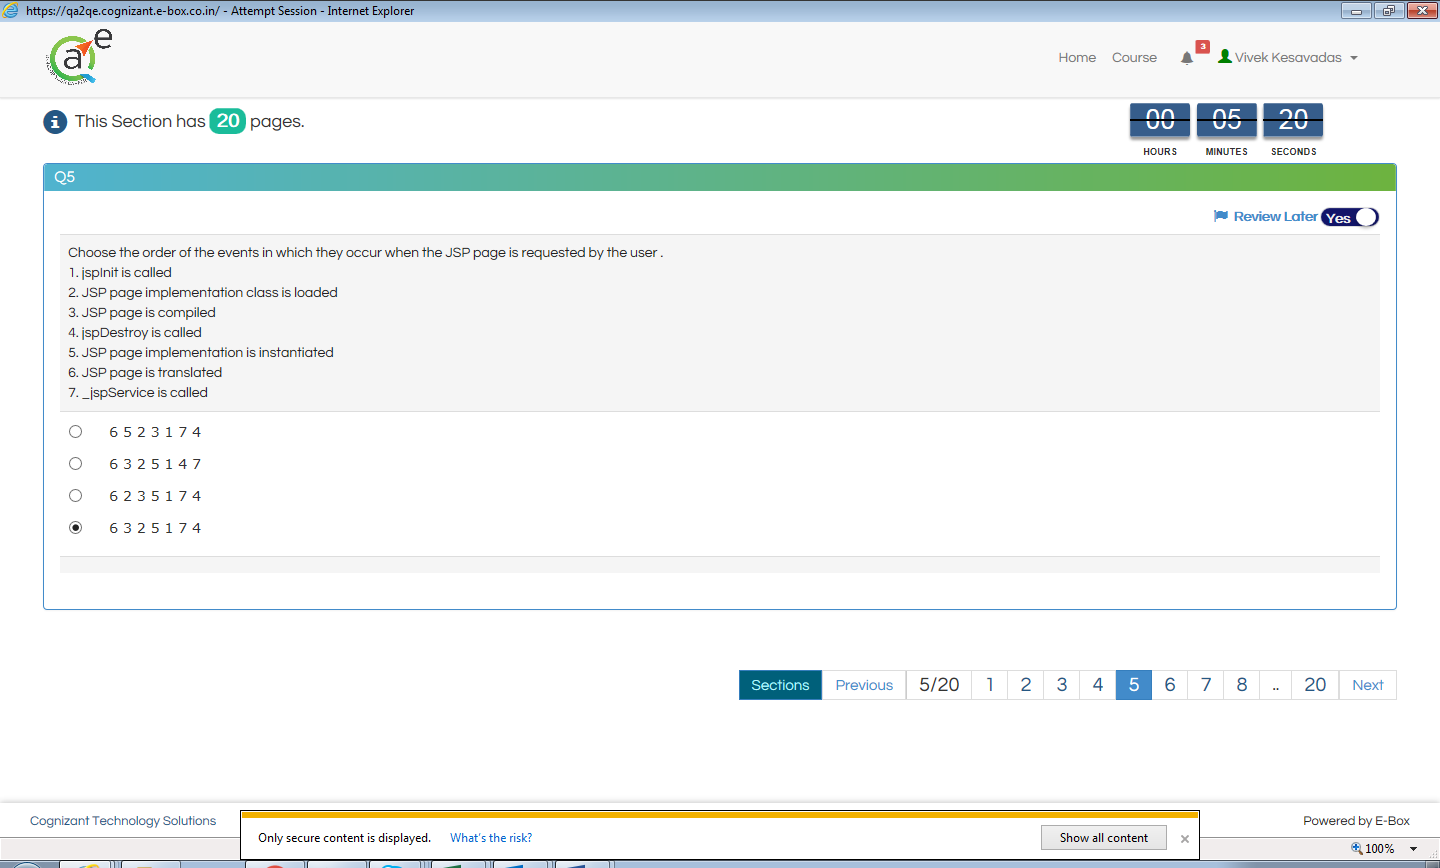 https://qa2qe.cognizant.e-box.co.in/ - Attempt Session - Internet Explorer
a e
Home Course 3 Vivek Kesavadas
This Section has 20 pages.
00 05 20
HOURS MINUTES SECONDS
Q5
Review Later Yes
Choose the order of the events in which they occur when the JSP page is requested by the user .
1. jspInit is called
2. JSP page implementation class is loaded
3. JSP page is compiled
4. jspDestroy is called
5. JSP page implementation is instantiated
6. JSP page is translated
7. _jspService is called
6 5 2 3 1 7 4
6 3 2 5 1 4 7
6 2 3 5 1 7 4
6 3 2 5 1 7 4
Sections Previous 5/20 1 2 3 4 5 6 7 8 .. 20 Next
Cognizant Technology Solutions
Powered by E-Box
Only secure content is displayed. What's the risk? Show all content ×
100%